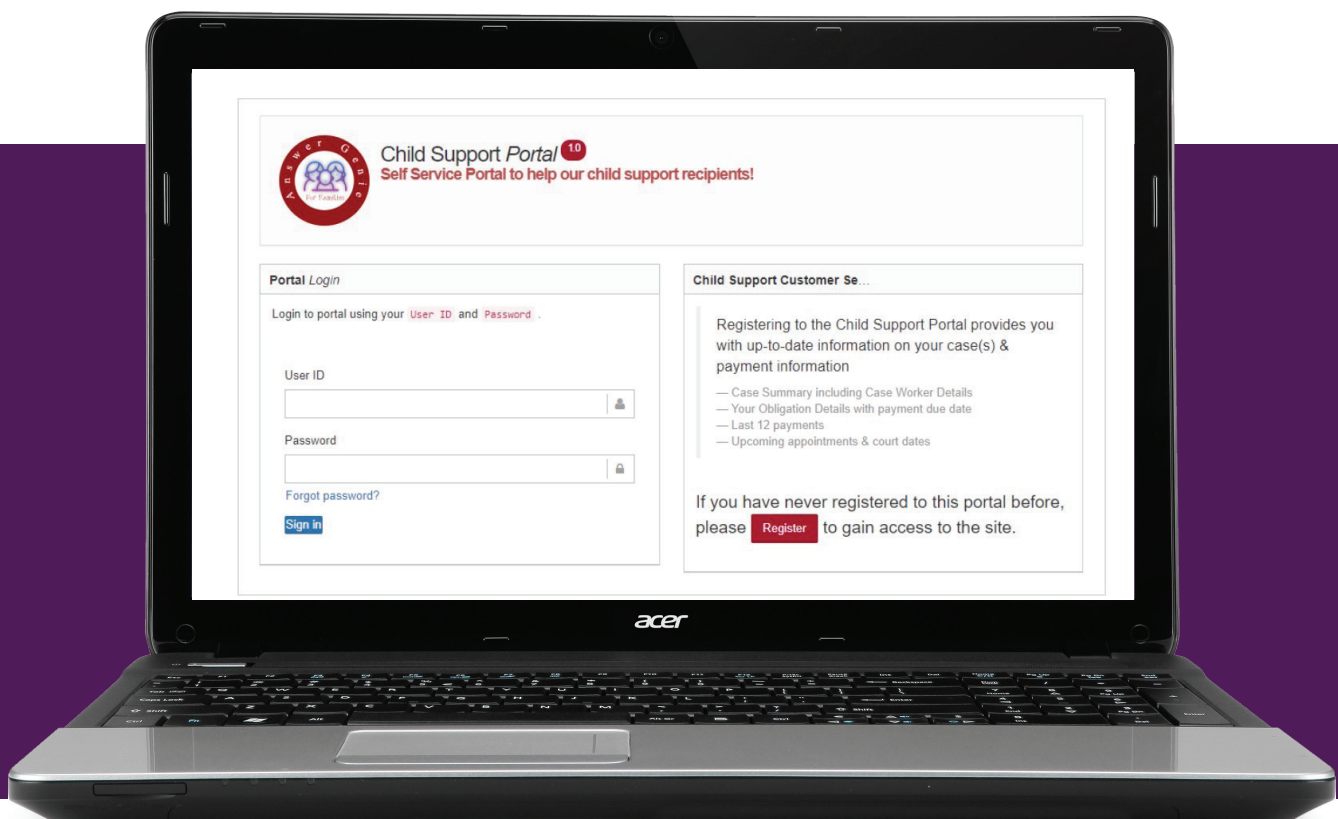 Answer Genie
For Families
Child Support Portal 1.0
Self Service Portal to help our child support recipients!
Portal Login
Login to portal using your User ID and Password .
User ID
Password
Forgot password?
Sign in
Child Support Customer Se...
Registering to the Child Support Portal provides you
with up-to-date information on your case(s) &
payment information
— Case Summary including Case Worker Details
— Your Obligation Details with payment due date
— Last 12 payments
— Upcoming appointments & court dates
If you have never registered to this portal before,
please Register to gain access to the site.
acer